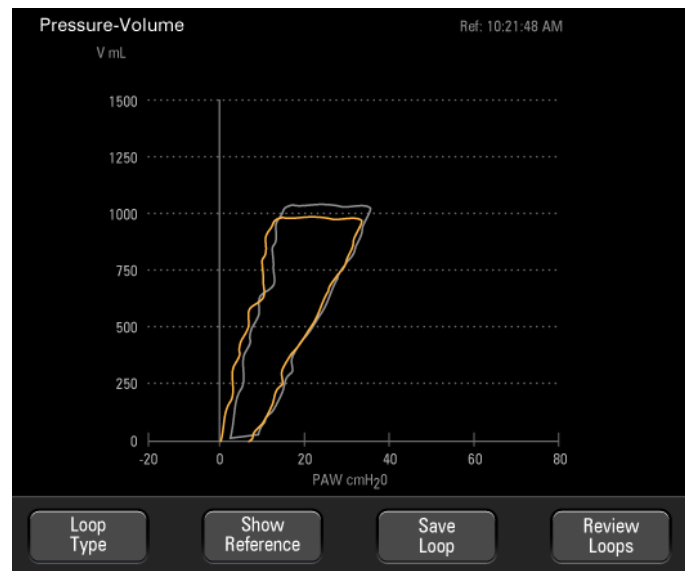 Pressure-Volume
Ref: 10:21:48 AM
V mL
1500
1250
1000
750
500
250
0
-20 0 20 40 60 80
PAW cmH20
Loop
Type
Show
Reference
Save
Loop
Review
Loops